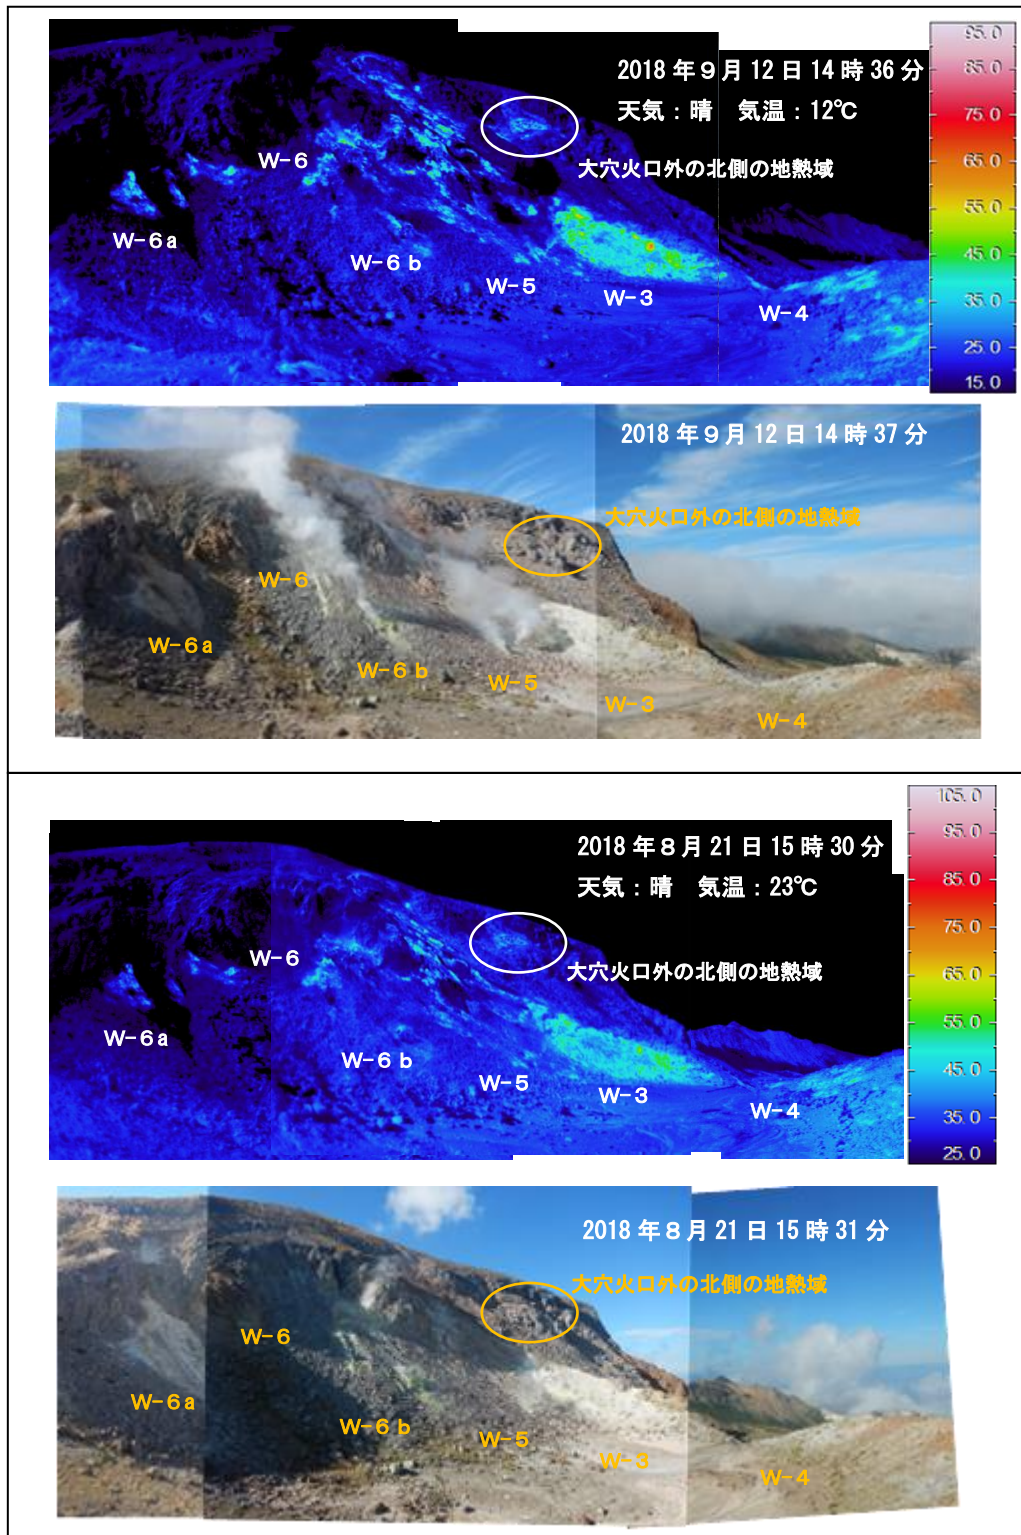 2018年9月12日14時36分
天気：晴　気温：12℃
大穴火口外の北側の地熱域
W-6
W-6a
W-6b
W-5
W-3
W-4
95.0
85.0
75.0
65.0
55.0
45.0
35.0
25.0
15.0
2018年9月12日14時37分
大穴火口外の北側の地熱域
W-6
W-6a
W-6b
W-5
W-3
W-4
2018年8月21日15時30分
天気：晴　気温：23℃
大穴火口外の北側の地熱域
W-6
W-6a
W-6b
W-5
W-3
W-4
105.0
95.0
85.0
75.0
65.0
55.0
45.0
35.0
25.0
2018年8月21日15時31分
大穴火口外の北側の地熱域
W-6
W-6a
W-6b
W-5
W-3
W-4